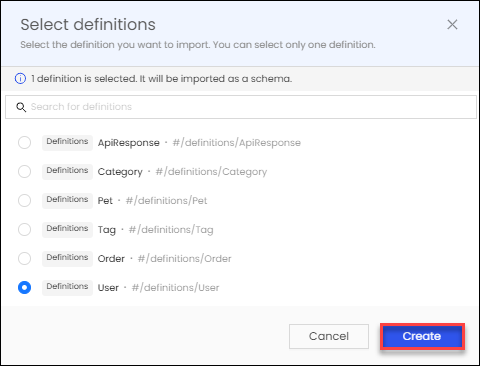 Select definitions
Select the definition you want to import. You can select only one definition.
1 definition is selected. It will be imported as a schema.
Search for definitions
Definitions ApiResponse • #/definitions/ApiResponse
Definitions Category • #/definitions/Category
Definitions Pet • #/definitions/Pet
Definitions Tag • #/definitions/Tag
Definitions Order • #/definitions/Order
Definitions User • #/definitions/User
Cancel Create